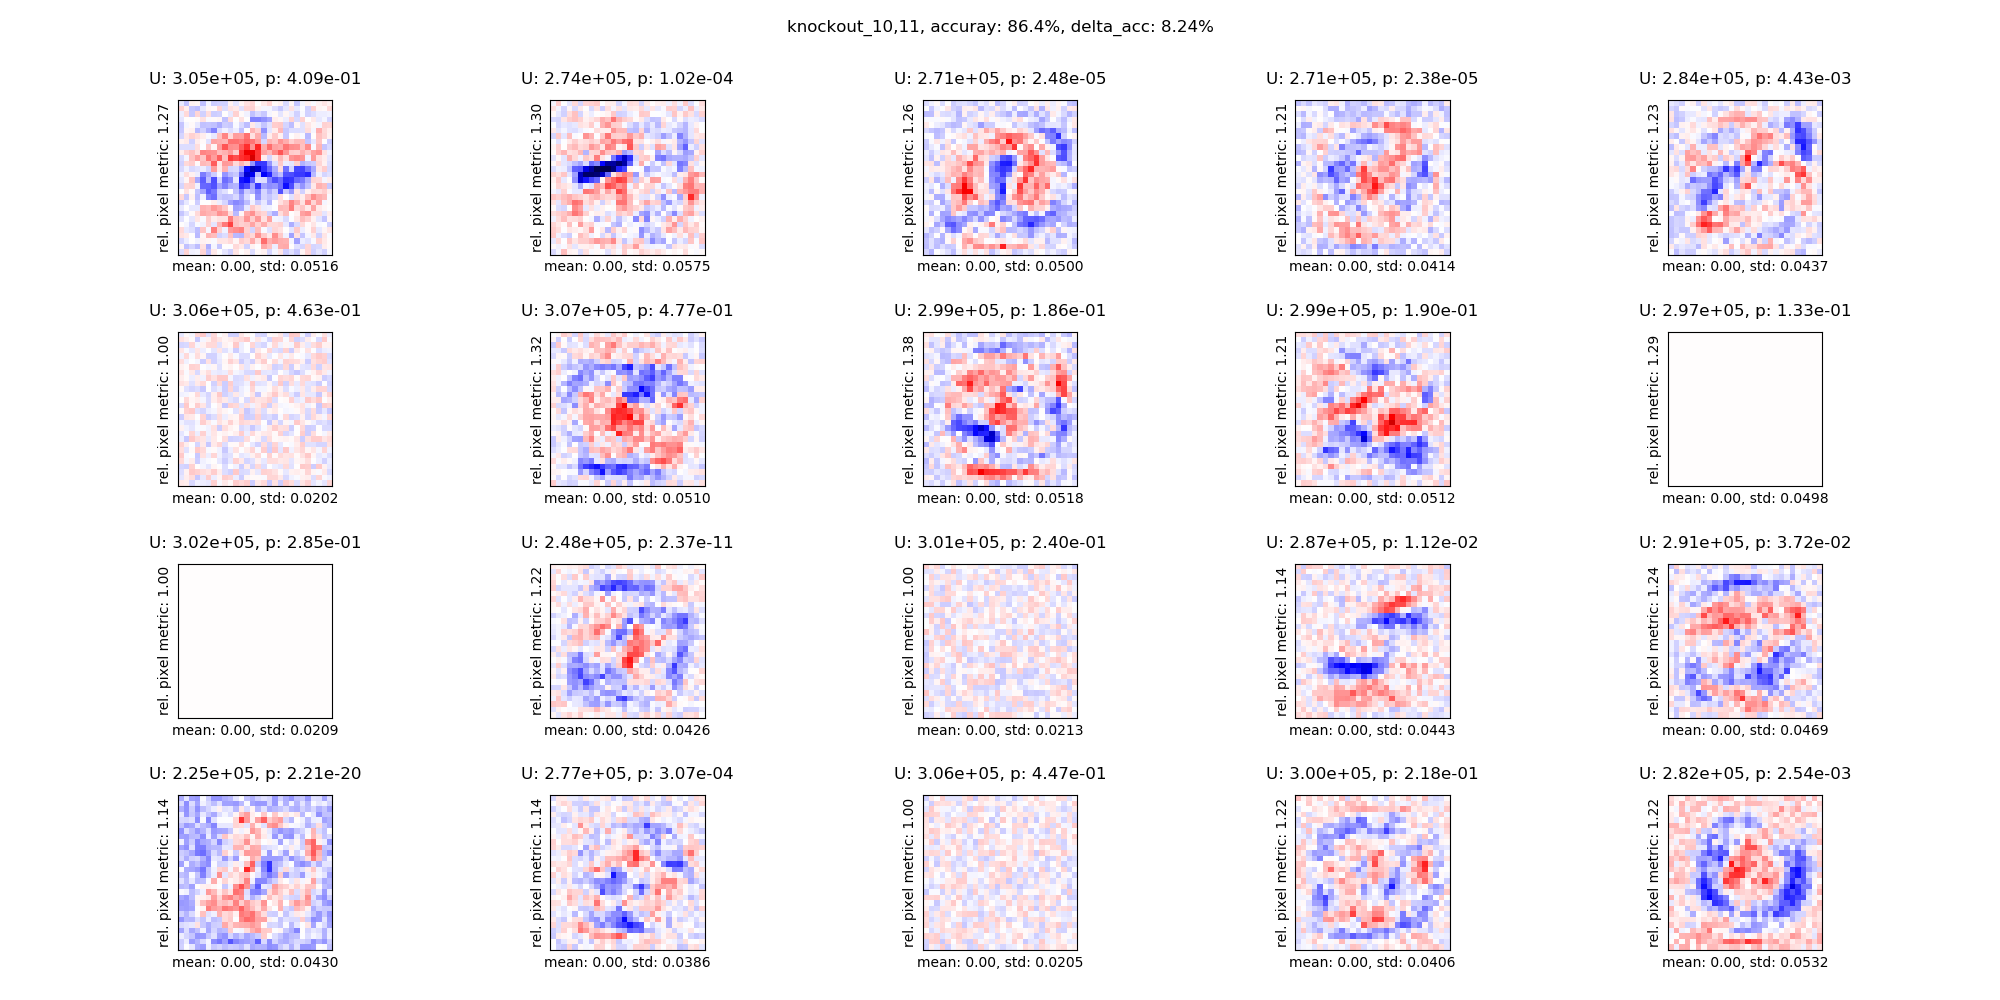 knockout_10,11, accuray: 86.4%, delta_acc: 8.24%
U: 3.05e+05, p: 4.09e-01
rel. pixel metric: 1.27
mean: 0.00, std: 0.0516
U: 2.74e+05, p: 1.02e-04
rel. pixel metric: 1.30
mean: 0.00, std: 0.0575
U: 2.71e+05, p: 2.48e-05
rel. pixel metric: 1.26
mean: 0.00, std: 0.0500
U: 2.71e+05, p: 2.38e-05
rel. pixel metric: 1.21
mean: 0.00, std: 0.0414
U: 2.84e+05, p: 4.43e-03
rel. pixel metric: 1.23
mean: 0.00, std: 0.0437
U: 3.06e+05, p: 4.63e-01
rel. pixel metric: 1.00
mean: 0.00, std: 0.0202
U: 3.07e+05, p: 4.77e-01
rel. pixel metric: 1.32
mean: 0.00, std: 0.0510
U: 2.99e+05, p: 1.86e-01
rel. pixel metric: 1.38
mean: 0.00, std: 0.0518
U: 2.99e+05, p: 1.90e-01
rel. pixel metric: 1.21
mean: 0.00, std: 0.0512
U: 2.97e+05, p: 1.33e-01
rel. pixel metric: 1.29
mean: 0.00, std: 0.0498
U: 3.02e+05, p: 2.85e-01
rel. pixel metric: 1.00
mean: 0.00, std: 0.0209
U: 2.48e+05, p: 2.37e-11
rel. pixel metric: 1.22
mean: 0.00, std: 0.0426
U: 3.01e+05, p: 2.40e-01
rel. pixel metric: 1.00
mean: 0.00, std: 0.0213
U: 2.87e+05, p: 1.12e-02
rel. pixel metric: 1.14
mean: 0.00, std: 0.0443
U: 2.91e+05, p: 3.72e-02
rel. pixel metric: 1.24
mean: 0.00, std: 0.0469
U: 2.25e+05, p: 2.21e-20
rel. pixel metric: 1.14
mean: 0.00, std: 0.0430
U: 2.77e+05, p: 3.07e-04
rel. pixel metric: 1.14
mean: 0.00, std: 0.0386
U: 3.06e+05, p: 4.47e-01
rel. pixel metric: 1.00
mean: 0.00, std: 0.0205
U: 3.00e+05, p: 2.18e-01
rel. pixel metric: 1.22
mean: 0.00, std: 0.0406
U: 2.82e+05, p: 2.54e-03
rel. pixel metric: 1.22
mean: 0.00, std: 0.0532